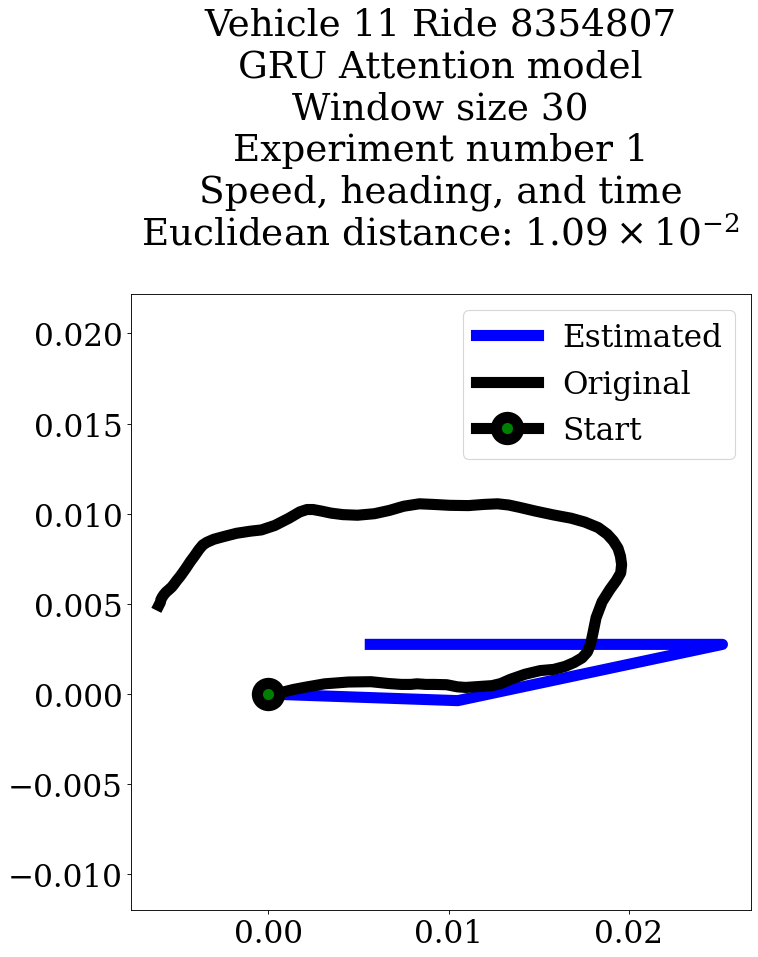 Vehicle 11 Ride 8354807
GRU Attention model
Window size 30
Experiment number 1
Speed, heading, and time
Euclidean distance: 1.09 × 10⁻²
Estimated
Original
Start
0.020
0.015
0.010
0.005
0.000
−0.005
−0.010
0.00 0.01 0.02